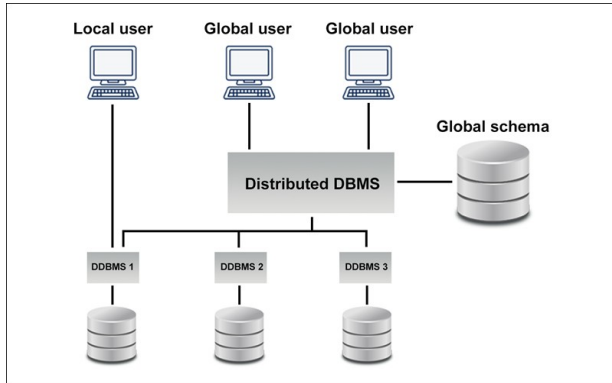 Local user
Global user
Global user
Global schema
Distributed DBMS
DDBMS 1
DDBMS 2
DDBMS 3